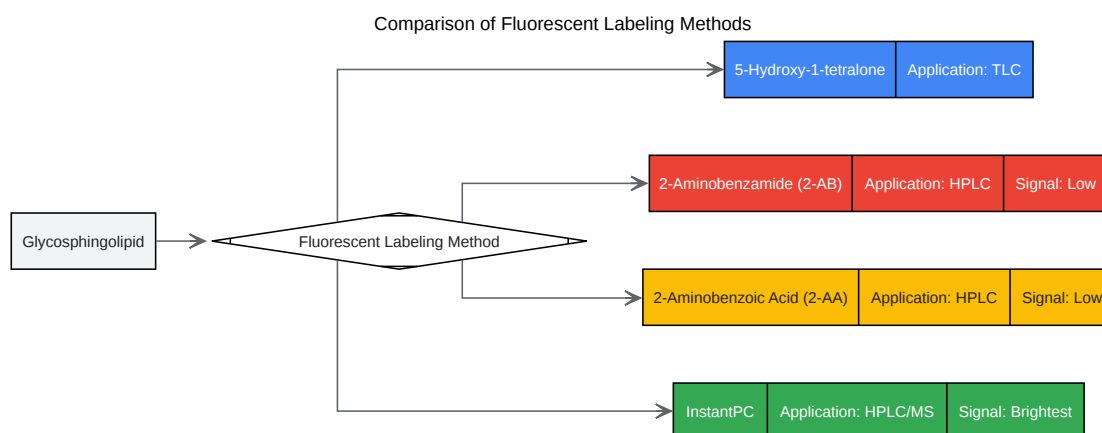 Comparison of Fluorescent Labeling Methods
5-Hydroxy-1-tetralone Application: TLC
2-Aminobenzamide (2-AB) Application: HPLC Signal: Low
Glycosphingolipid Fluorescent Labeling Method
2-Aminobenzoic Acid (2-AA) Application: HPLC Signal: Low
InstantPC Application: HPLC/MS Signal: Brightest